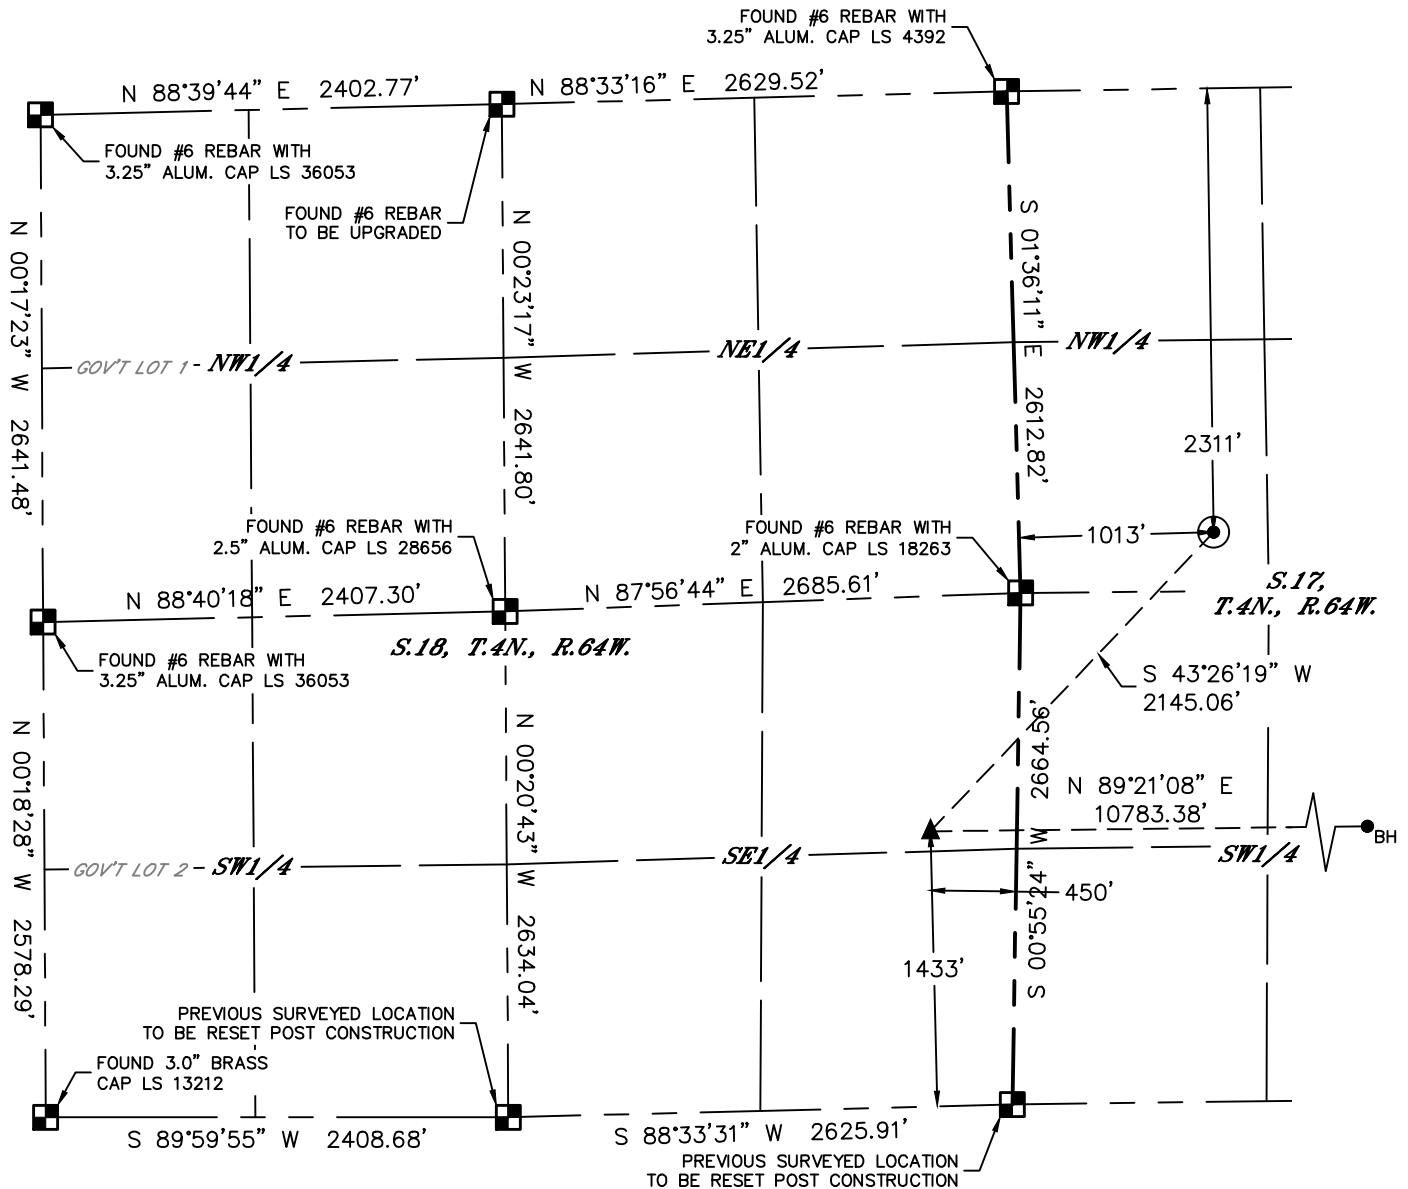 FOUND #6 REBAR WITH
3.25" ALUM. CAP LS 4392
N 88°39'44" E 2402.77'
N 88°33'16" E 2629.52'
FOUND #6 REBAR WITH
3.25" ALUM. CAP LS 36053
FOUND #6 REBAR
TO BE UPGRADED
N 00°17'23" W 2641.48'
N 00°23'17" W 2641.80'
S 01°36'11" E 2612.82'
GOV'T LOT 1 - NW1/4
NE1/4
NW1/4
2311'
FOUND #6 REBAR WITH
2.5" ALUM. CAP LS 28656
FOUND #6 REBAR WITH
2" ALUM. CAP LS 18263
1013'
N 88°40'18" E 2407.30'
N 87°56'44" E 2685.61'
S.17,
T.4N., R.64W.
S.18, T.4N., R.64W.
FOUND #6 REBAR WITH
3.25" ALUM. CAP LS 36053
S 43°26'19" W
2145.06'
N 00°18'28" W 2578.29'
N 00°20'43" W 2634.04'
S 00°55'24" W 2664.56'
N 89°21'08" E
10783.38'
BH
GOV'T LOT 2 - SW1/4
SE1/4
SW1/4
450'
1433'
PREVIOUS SURVEYED LOCATION
TO BE RESET POST CONSTRUCTION
FOUND 3.0" BRASS
CAP LS 13212
S 89°59'55" W 2408.68'
S 88°33'31" W 2625.91'
PREVIOUS SURVEYED LOCATION
TO BE RESET POST CONSTRUCTION